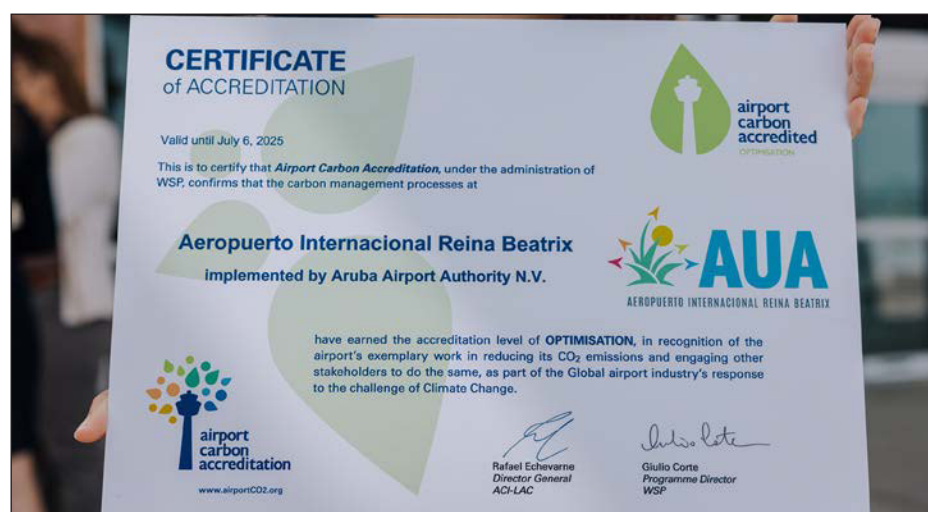 CERTIFICATE
of ACCREDITATION
airport
carbon
accredited
OPTIMISATION
Valid until July 6, 2025
This is to certify that Airport Carbon Accreditation, under the administration of
WSP, confirms that the carbon management processes at
Aeropuerto Internacional Reina Beatrix
implemented by Aruba Airport Authority N.V.
AUA
AEROPUERTO INTERNACIONAL REINA BEATRIX
have earned the accreditation level of OPTIMISATION, in recognition of the
airport's exemplary work in reducing its CO₂ emissions and engaging other
stakeholders to do the same, as part of the Global airport industry's response
to the challenge of Climate Change.
airport
carbon
accreditation
www.airportCO2.org
Rafael Echevarne
Director General
ACI-LAC
Giulio Corte
Programme Director
WSP